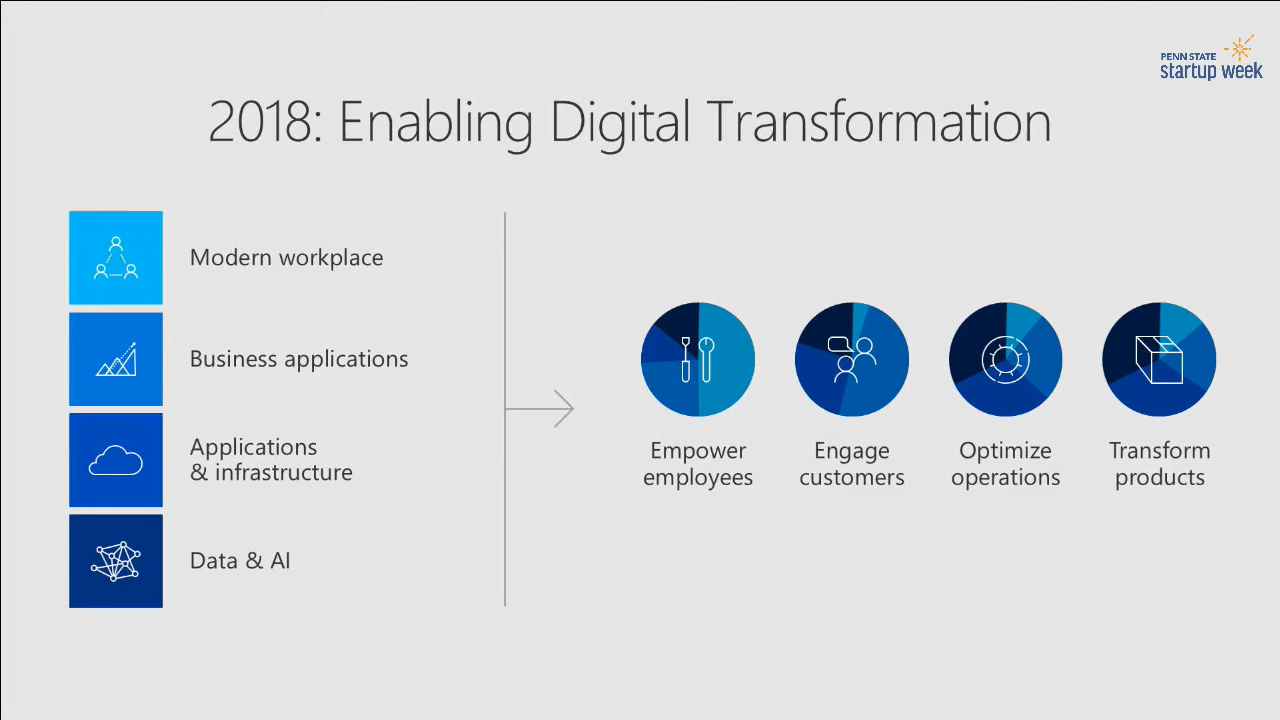 PENN STATE
startup week
2018: Enabling Digital Transformation
Modern workplace
Business applications
Applications
& infrastructure
Data & AI
Empower
employees
Engage
customers
Optimize
operations
Transform
products